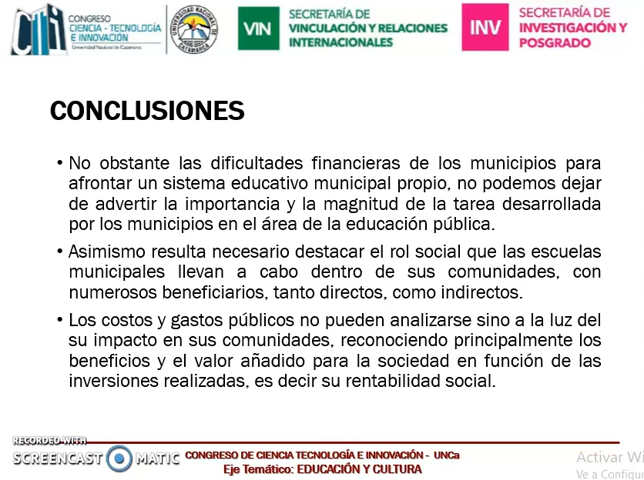 CONGRESO
CIENCIA - TECNOLOGÍA
E INNOVACIÓN
Universidad Nacional de Catamarca
VIN
SECRETARÍA DE
VINCULACIÓN Y RELACIONES
INTERNACIONALES
INV
SECRETARÍA DE
INVESTIGACIÓN Y
POSGRADO
CONCLUSIONES
• No obstante las dificultades financieras de los municipios para
afrontar un sistema educativo municipal propio, no podemos dejar
de advertir la importancia y la magnitud de la tarea desarrollada
por los municipios en el área de la educación pública.
• Asimismo resulta necesario destacar el rol social que las escuelas
municipales llevan a cabo dentro de sus comunidades, con
numerosos beneficiarios, tanto directos, como indirectos.
• Los costos y gastos públicos no pueden analizarse sino a la luz del
su impacto en sus comunidades, reconociendo principalmente los
beneficios y el valor añadido para la sociedad en función de las
inversiones realizadas, es decir su rentabilidad social.
RECORDED WITH
SCREENCAST MATIC
CONGRESO DE CIENCIA TECNOLOGÍA E INNOVACIÓN - UNCa
Eje Temático: EDUCACIÓN Y CULTURA
Activar Wi
Ve a Configu